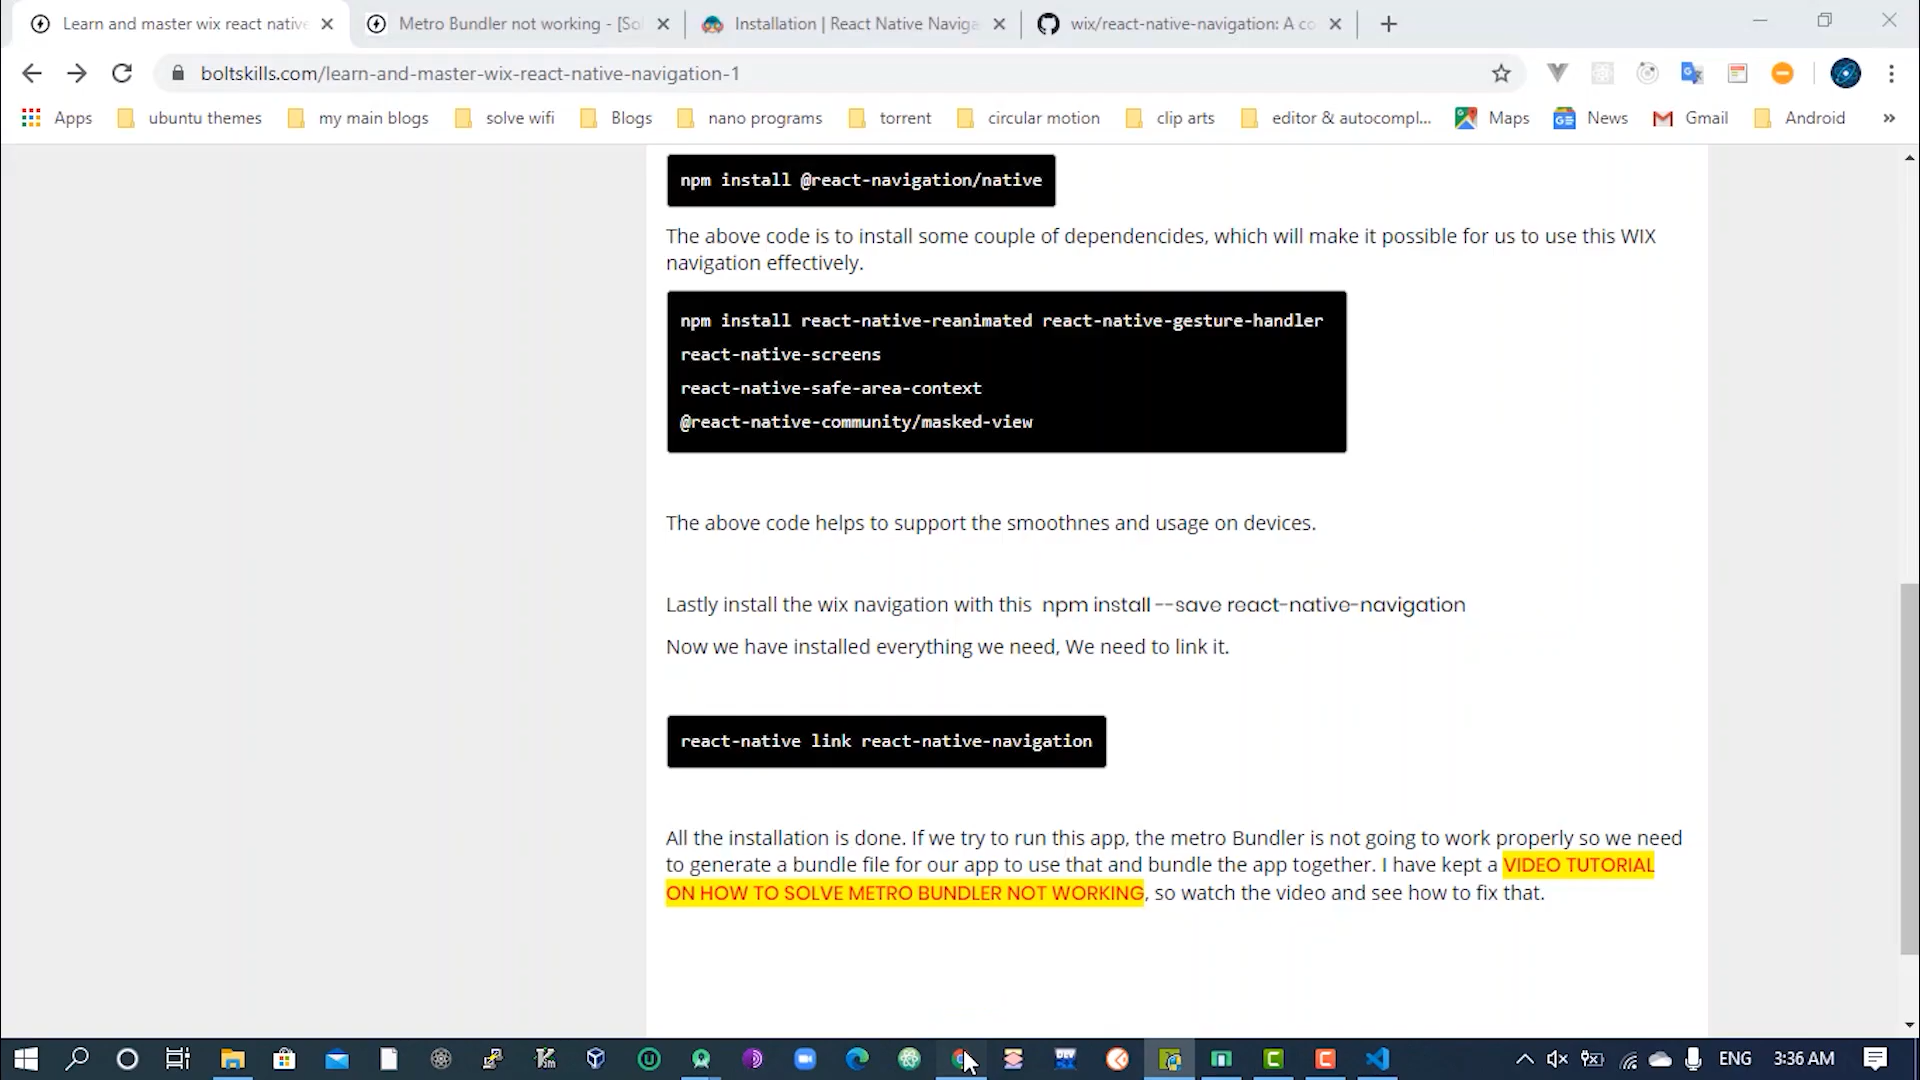 Learn and master wix react native
Metro Bundler not working - [So
Installation | React Native Naviga
wix/react-native-navigation: A co
boltskills.com/learn-and-master-wix-react-native-navigation-1
Apps
ubuntu themes
my main blogs
solve wifi
Blogs
nano programs
torrent
circular motion
clip arts
editor & autocompl...
Maps
News
Gmail
Android
npm install @react-navigation/native
The above code is to install some couple of dependencides, which will make it possible for us to use this WIX
navigation effectively.
npm install react-native-reanimated react-native-gesture-handler
react-native-screens
react-native-safe-area-context
@react-native-community/masked-view
The above code helps to support the smoothnes and usage on devices.
Lastly install the wix navigation with this npm install --save react-native-navigation
Now we have installed everything we need, We need to link it.
react-native link react-native-navigation
All the installation is done. If we try to run this app, the metro Bundler is not going to work properly so we need
to generate a bundle file for our app to use that and bundle the app together. I have kept a VIDEO TUTORIAL
ON HOW TO SOLVE METRO BUNDLER NOT WORKING, so watch the video and see how to fix that.
ENG
3:36 AM